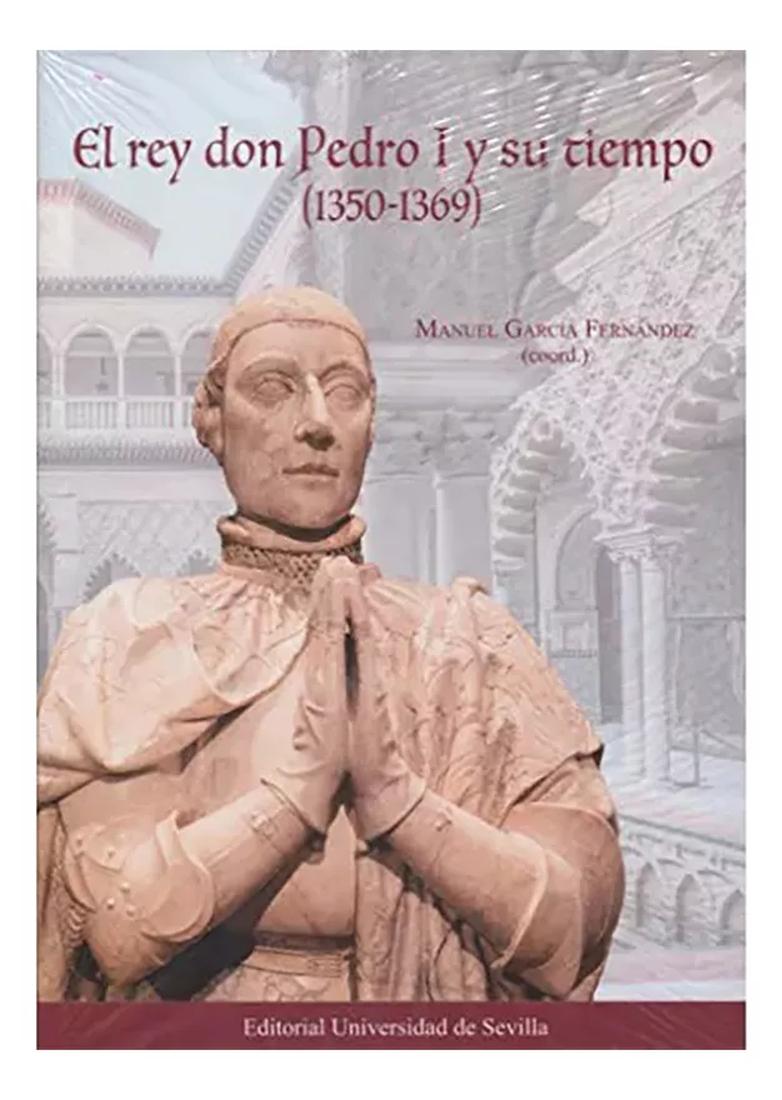 El rey don Pedro I y su tiempo
(1350-1369)
MANUEL GARCÍA FERNÁNDEZ
(coord.)
Editorial Universidad de Sevilla